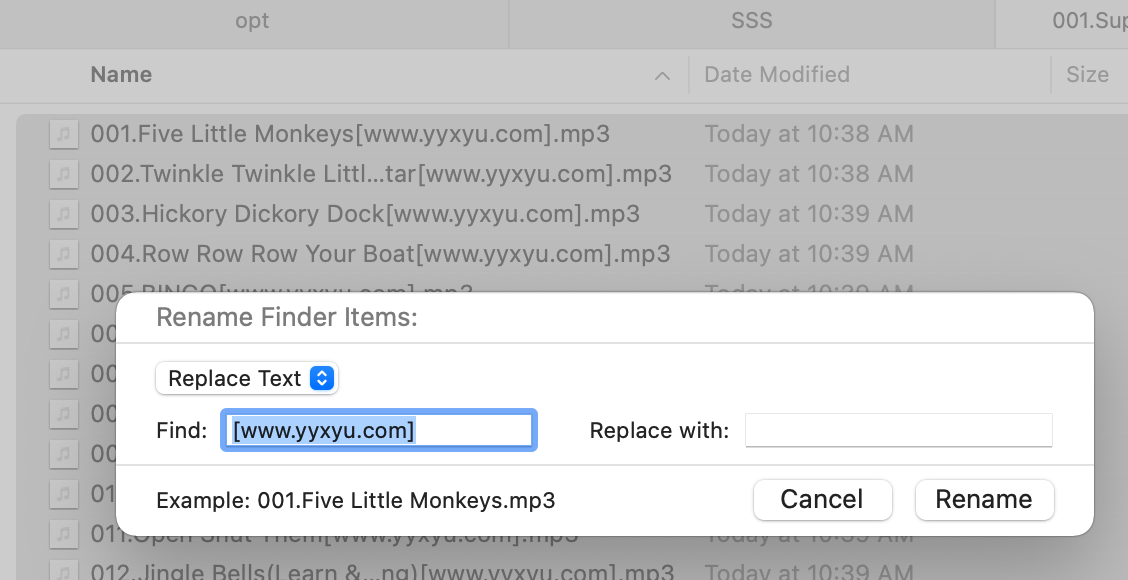 opt SSS 001.Sup
Name Date Modified Size
001.Five Little Monkeys[www.yyxyu.com].mp3 Today at 10:38 AM
002.Twinkle Twinkle Littl...tar[www.yyxyu.com].mp3 Today at 10:38 AM
003.Hickory Dickory Dock[www.yyxyu.com].mp3 Today at 10:39 AM
004.Row Row Row Your Boat[www.yyxyu.com].mp3 Today at 10:39 AM
005.BINGO[www.yyxyu.com].mp3 Today at 10:39 AM
Rename Finder Items:
Replace Text
Find: [www.yyxyu.com] Replace with:
Example: 001.Five Little Monkeys.mp3 Cancel Rename
011.Open Shut Them[www.yyxyu.com].mp3 Today at 10:39 AM
012.Jingle Bells(Learn &...ng)[www.yyxyu.com].mp3 Today at 10:39 AM